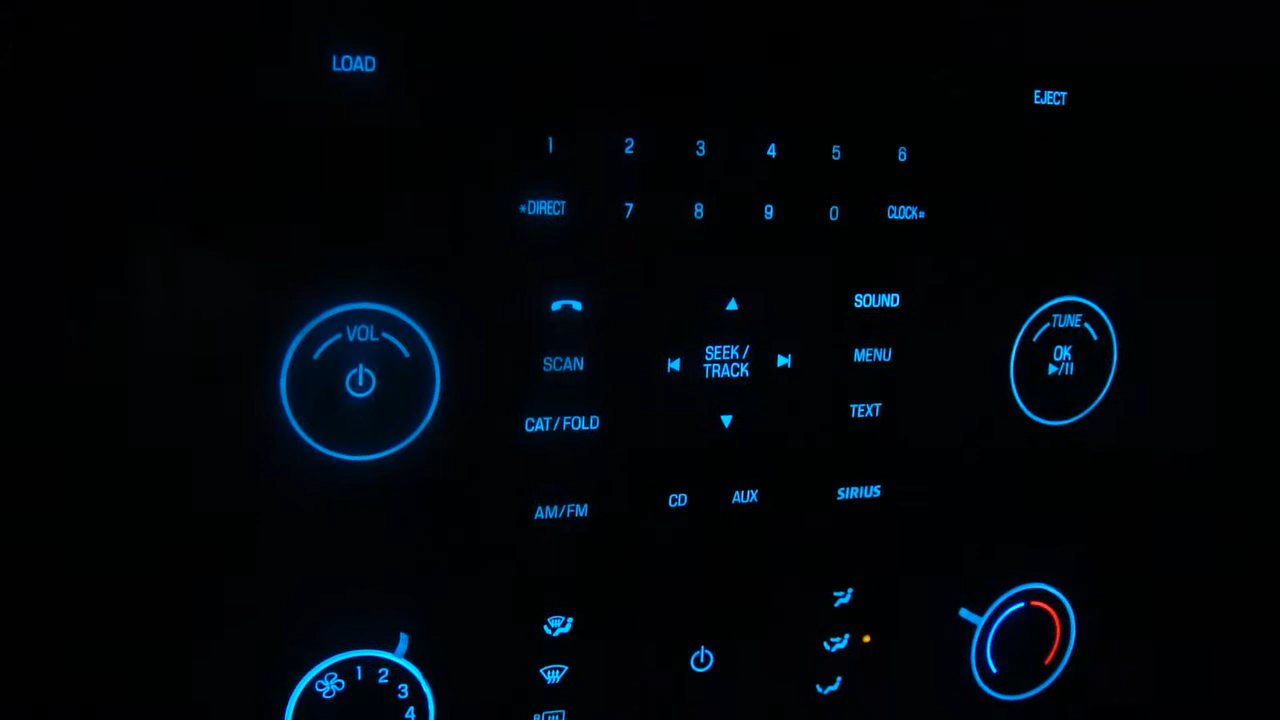 LOAD
EJECT
1 2 3 4 5 6
*DIRECT 7 8 9 0 CLOCK#
VOL
SOUND
TUNE
SCAN
SEEK/
TRACK
MENU
OK
CAT/FOLD
TEXT
AM/FM
CD
AUX
SIRIUS
1 2 3 4
R